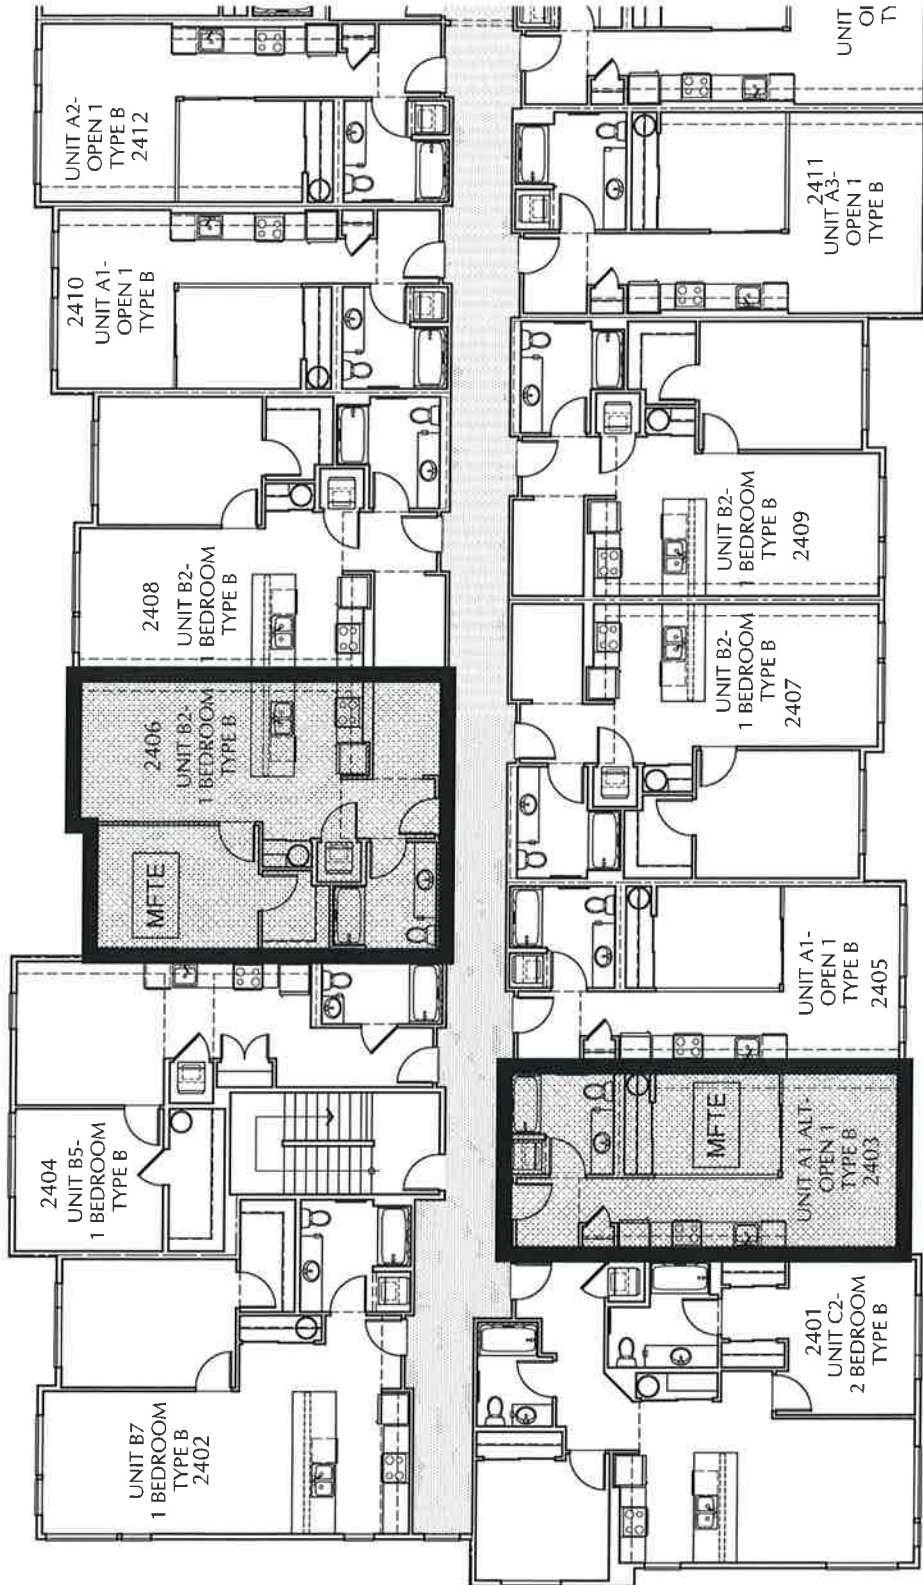 UNIT A2-
OPEN 1
TYPE B
2412
2410
UNIT A1-
OPEN 1
TYPE B
2408
UNIT B2-
1 BEDROOM
TYPE B
2406
UNIT B2-
1 BEDROOM
TYPE B
MFTE
2404
UNIT B5-
1 BEDROOM
TYPE B
UNIT B7
1 BEDROOM
TYPE B
2402
UNIT
2411
UNIT A3-
OPEN 1
TYPE B
UNIT B2-
1 BEDROOM
TYPE B
2409
UNIT B2-
1 BEDROOM
TYPE B
2407
UNIT A1-
OPEN 1
TYPE B
2405
MFTE
UNIT A1 ALT-
OPEN 1
TYPE B
2403
2401
UNIT C2-
2 BEDROOM
TYPE B